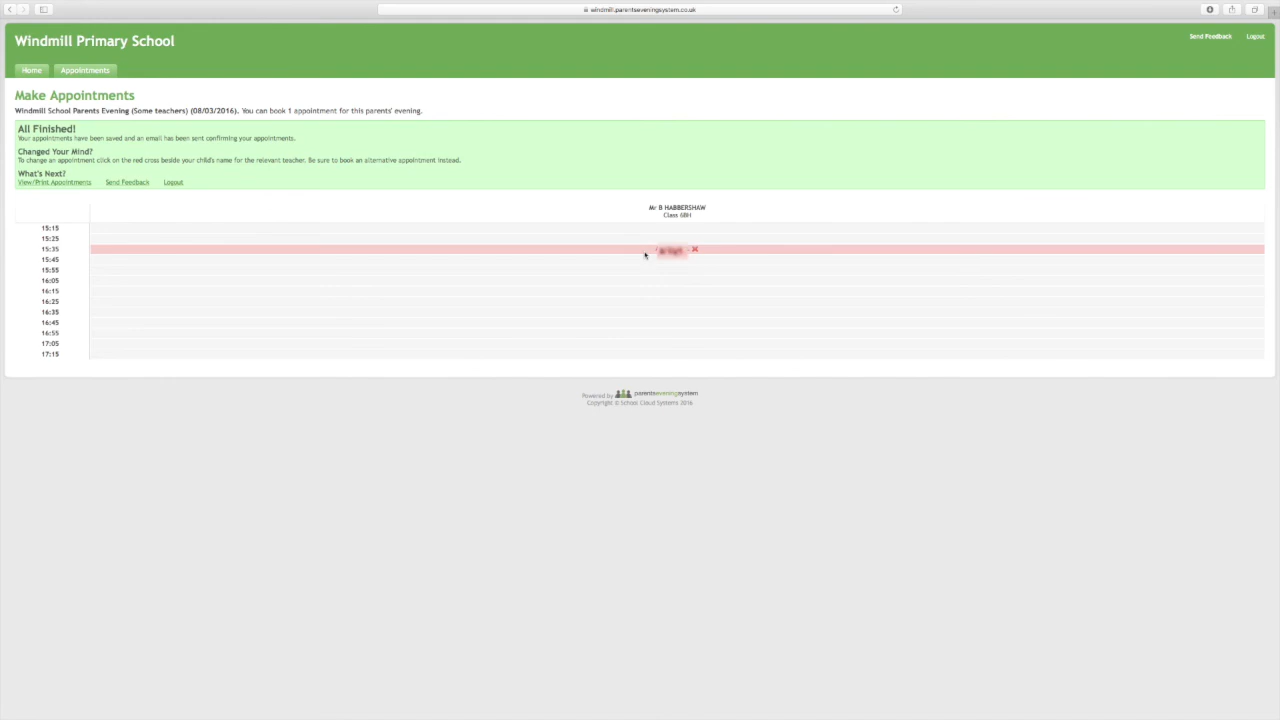 windmill.parentseveningsystem.co.uk
Windmill Primary School
Send Feedback Logout
Home Appointments
Make Appointments
Windmill School Parents Evening (Some teachers) (08/03/2016). You can book 1 appointment for this parents' evening.
All Finished!
Your appointments have been saved and an email has been sent confirming your appointments.
Changed Your Mind?
To change an appointment click on the red cross beside your child's name for the relevant teacher. Be sure to book an alternative appointment instead.
What's Next?
View/Print Appointments Send Feedback Logout
Mr B HABBERSHAW
Class 6BH
15:15
15:25
15:35
15:45
15:55
16:05
16:15
16:25
16:35
16:45
16:55
17:05
17:15
Powered by parentseveningsystem
Copyright © School Cloud Systems 2016